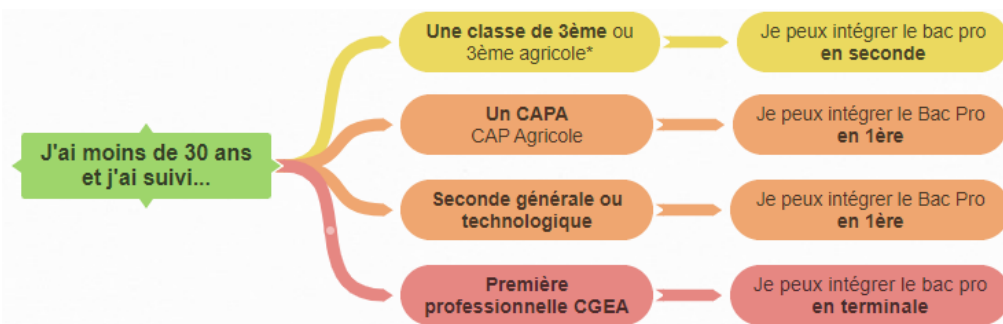 J'ai moins de 30 ans
et j'ai suivi...
Une classe de 3ème ou
3ème agricole*
Je peux intégrer le bac pro
en seconde
Un CAPA
CAP Agricole
Je peux intégrer le Bac Pro
en 1ère
Seconde générale ou
technologique
Je peux intégrer le Bac Pro
en 1ère
Première
professionnelle CGEA
Je peux intégrer le bac pro
en terminale